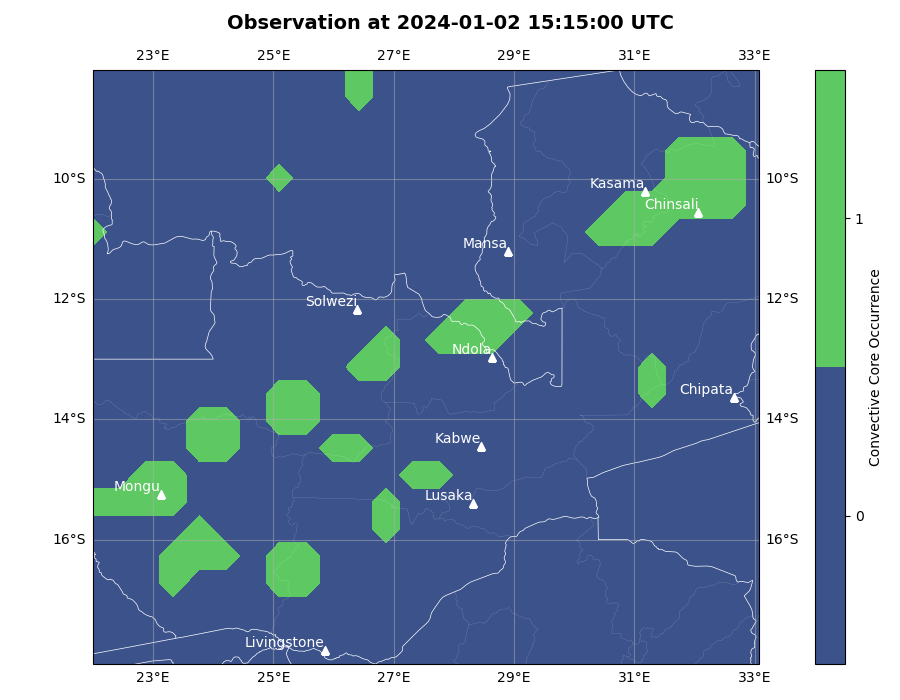 Observation at 2024-01-02 15:15:00 UTC
23°E 25°E 27°E 29°E 31°E 33°E
10°S 10°S
Kasama
Chinsali
1
Mansa
12°S 12°S
Solwezi
Ndola
Chipata
14°S 14°S
Kabwe
Mongu
Lusaka
0
16°S 16°S
Livingstone
23°E 25°E 27°E 29°E 31°E 33°E
Convective Core Occurrence